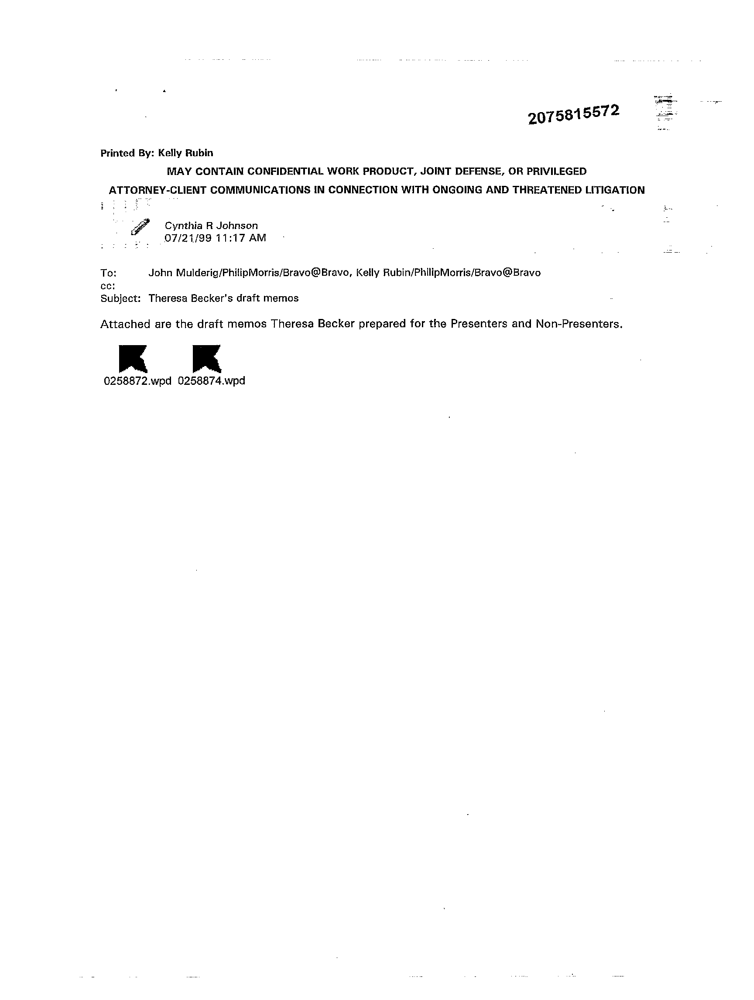 2075815572
Printed By: Kelly Rubin
MAY CONTAIN CONFIDENTIAL WORK PRODUCT, JOINT DEFENSE, OR PRIVILEGED
ATTORNEY-CLIENT COMMUNICATIONS IN CONNECTION WITH ONGOING AND THREATENED LITIGATION
Cynthia R Johnson
07/21/99 11:17 AM
To: John Mulderig/PhilipMorris/Bravo@Bravo, Kelly Rubin/PhilipMorris/Bravo@Bravo
cc:
Subject: Theresa Becker's draft memos
Attached are the draft memos Theresa Becker prepared for the Presenters and Non-Presenters.
0258872.wpd 0258874.wpd